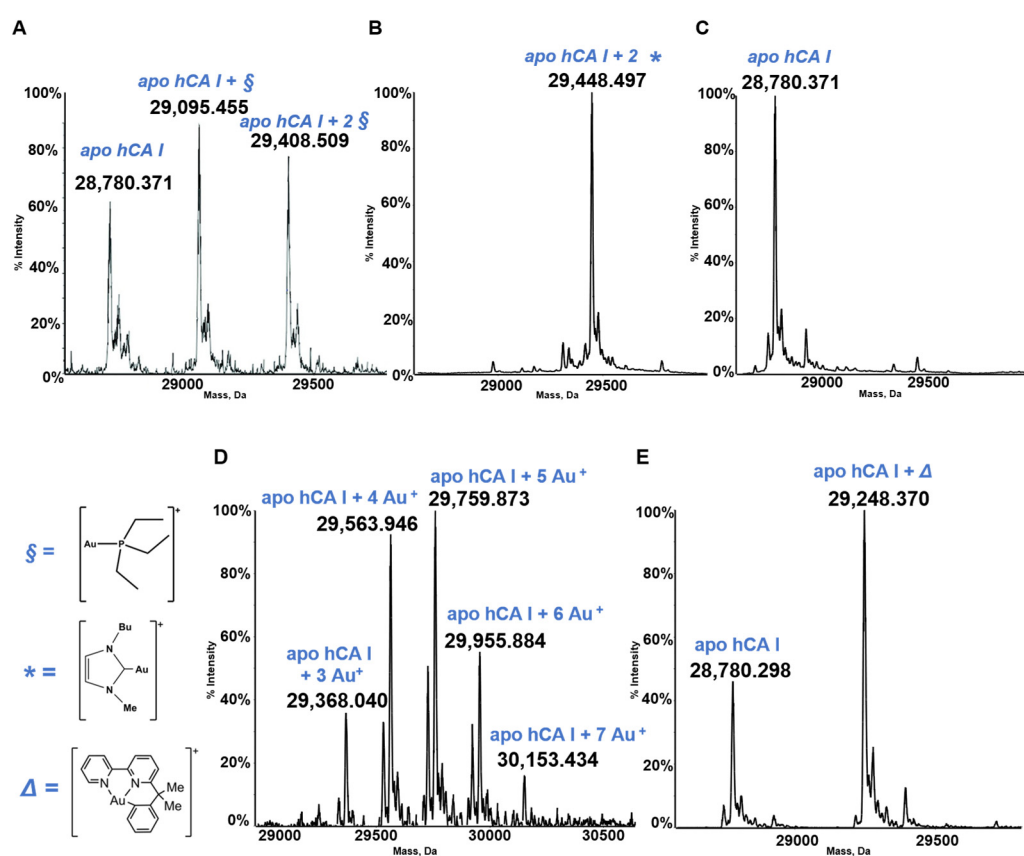 A
apo hCA I + §
29,095.455
apo hCA I + 2 §
29,408.509
apo hCA I
28,780.371
100%
80%
60%
40%
20%
0%
% Intensity
29000
29500
Mass, Da
B
apo hCA I + 2 *
29,448.497
100%
80%
60%
40%
20%
0%
% Intensity
29000
29500
Mass, Da
C
apo hCA I
28,780.371
100%
80%
60%
40%
20%
0%
% Intensity
29000
29500
Mass, Da
§ =
Au
P
+
* =
Bu
N
Au
N
Me
+
Δ =
N
N
Au
Me
Me
+
D
apo hCA I + 5 Au +
29,759.873
apo hCA I + 4 Au +
29,563.946
apo hCA I + 6 Au +
29,955.884
apo hCA I
+ 3 Au+
29,368.040
apo hCA I + 7 Au +
30,153.434
100%
80%
60%
40%
20%
0%
% Intensity
29000
29500
30000
30500
Mass, Da
E
apo hCA I + Δ
29,248.370
apo hCA I
28,780.298
100%
80%
60%
40%
20%
0%
% Intensity
29000
29500
Mass, Da